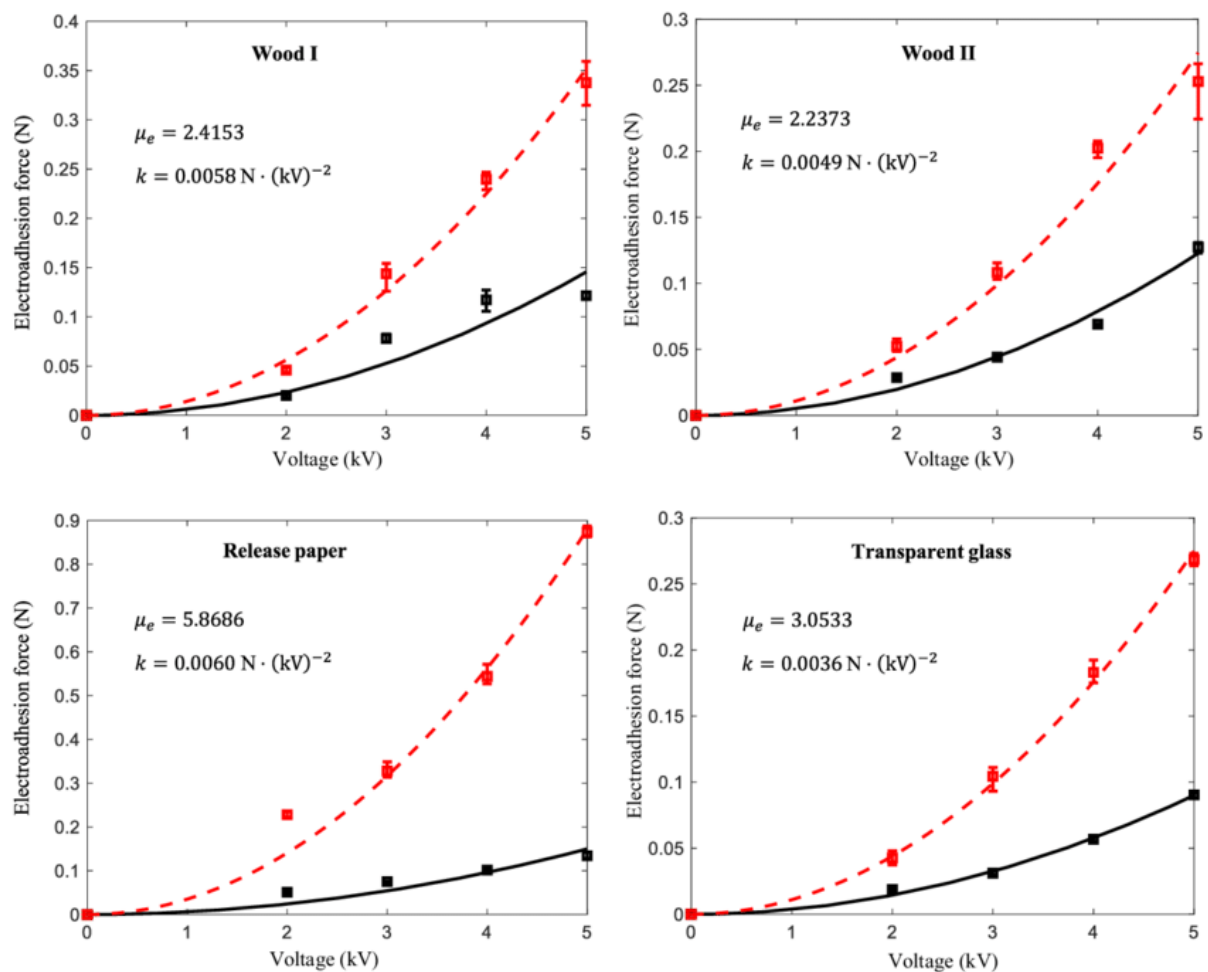 Wood I
μe = 2.4153
k = 0.0058 N · (kV)−2
Electroadhesion force (N)
0.4
0.35
0.3
0.25
0.2
0.15
0.1
0.05
0
0 1 2 3 4 5
Voltage (kV)
Wood II
μe = 2.2373
k = 0.0049 N · (kV)−2
Electroadhesion force (N)
0.3
0.25
0.2
0.15
0.1
0.05
0
0 1 2 3 4 5
Voltage (kV)
Release paper
μe = 5.8686
k = 0.0060 N · (kV)−2
Electroadhesion force (N)
0.9
0.8
0.7
0.6
0.5
0.4
0.3
0.2
0.1
0
0 1 2 3 4 5
Voltage (kV)
Transparent glass
μe = 3.0533
k = 0.0036 N · (kV)−2
Electroadhesion force (N)
0.3
0.25
0.2
0.15
0.1
0.05
0
0 1 2 3 4 5
Voltage (kV)